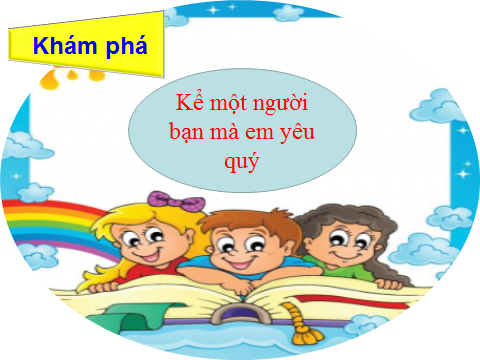 Khám phá
Kể một người
bạn mà em yêu
quý